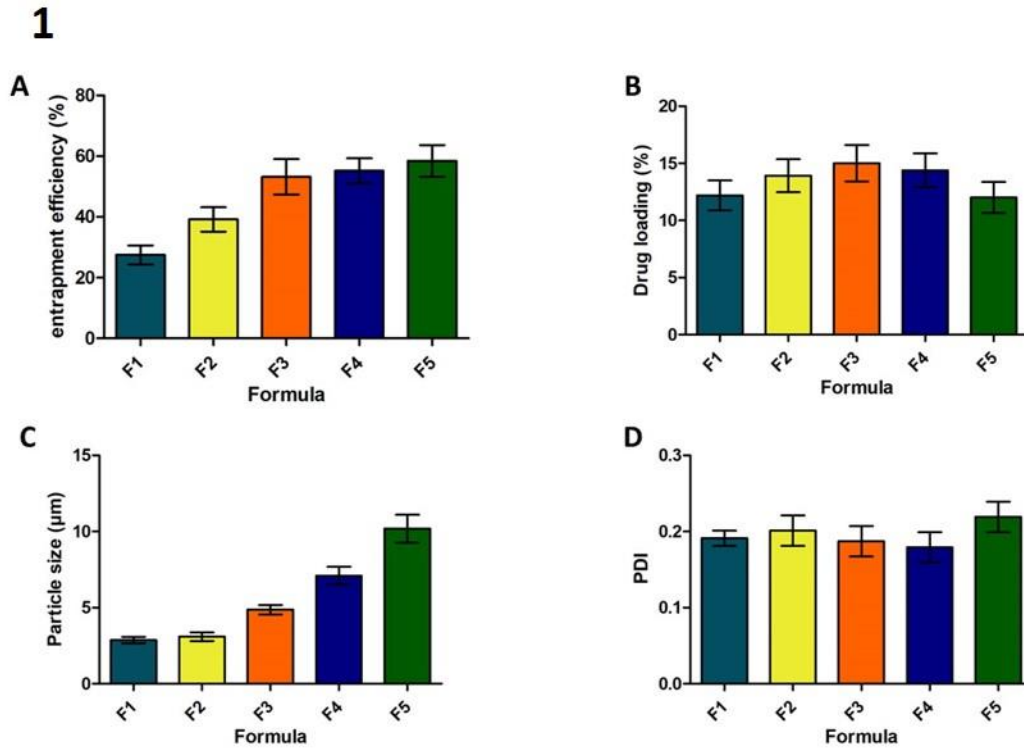 1
A
entrapment efficiency (%)
80
60
40
20
0
F1
F2
F3
F4
F5
Formula
B
Drug loading (%)
20
15
10
5
0
F1
F2
F3
F4
F5
Formula
C
Particle size (μm)
15
10
5
0
F1
F2
F3
F4
F5
Formula
D
PDI
0.3
0.2
0.1
0.0
F1
F2
F3
F4
F5
Formula